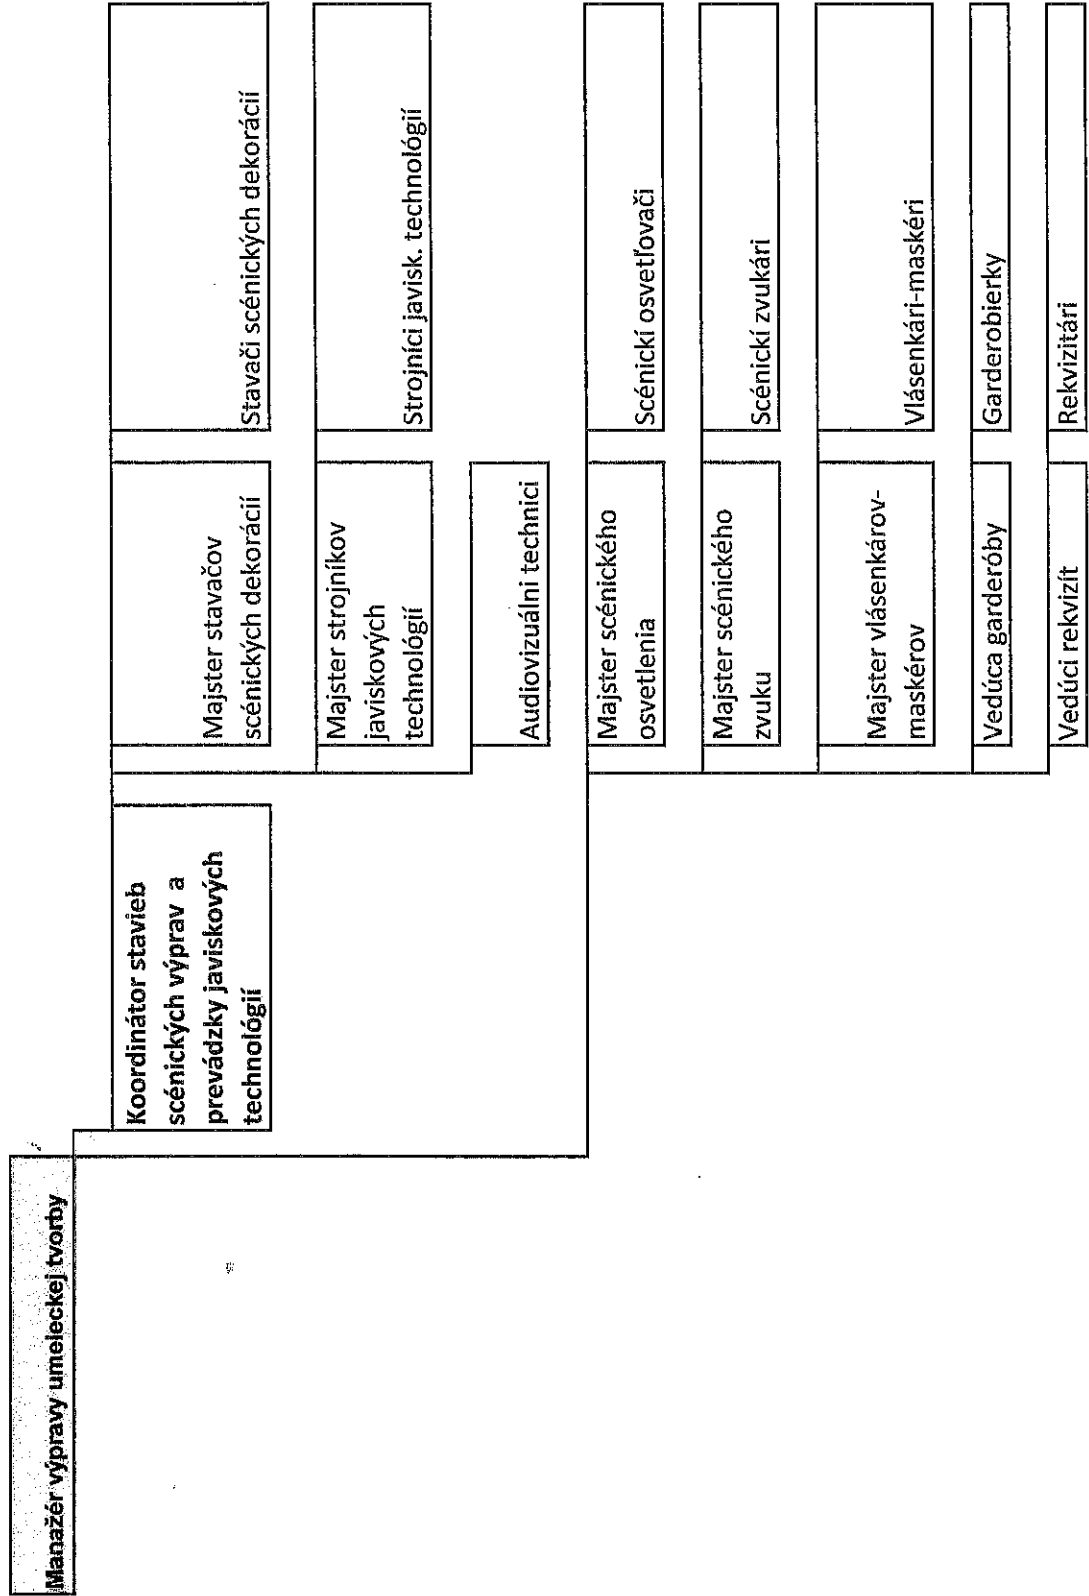 Manažér výpravy umeleckej tvorby
Koordinátor stavieb
scénických výprav a
prevádzky javiskových
technológií
Majster stavačov
scénických dekorácií
Stavači scénických dekorácií
Majster strojníkov
javiskových
technológií
Strojníci javisk. technológií
Audiovizuálni technici
Majster scénického
osvetlenia
Scénickí osvetľovači
Majster scénického
zvuku
Scénickí zvukári
Majster vlásenkárov-
maskérov
Vlásenkári-maskéri
Vedúca garderóby
Garderobierky
Vedúci rekvizít
Rekvizitári